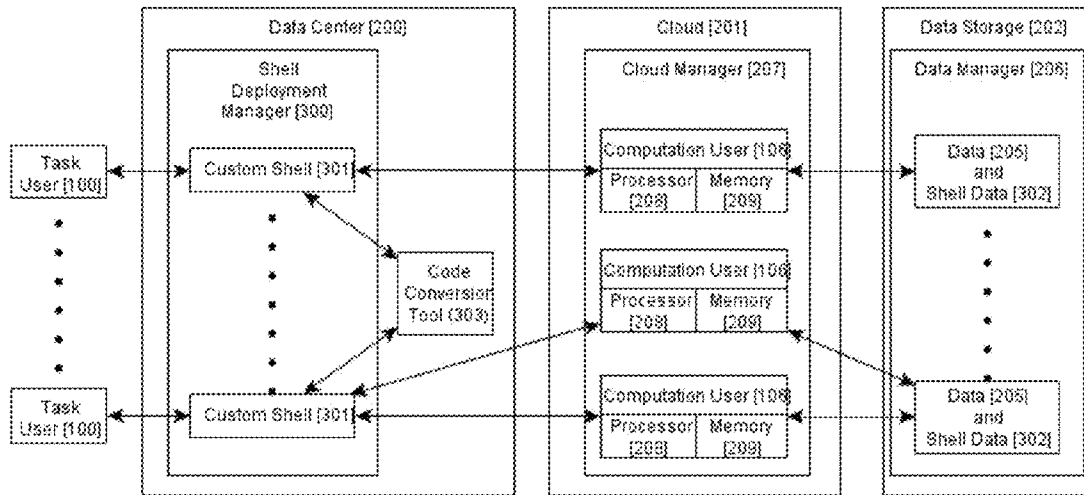 Data Center [200]
Cloud [201]
Data Storage [202]
Shell
Deployment
Manager [300]
Cloud Manager [207]
Data Manager [206]
Task
User [100]
Custom Shell [301]
Computation User [106]
Processor
[208]
Memory
[209]
Data [205]
and
Shell Data [302]
Code
Conversion
Tool (303)
Computation User [106]
Processor
[208]
Memory
[209]
Task
User [100]
Custom Shell [301]
Computation User [106]
Processor
[208]
Memory
[209]
Data [205]
and
Shell Data [302]